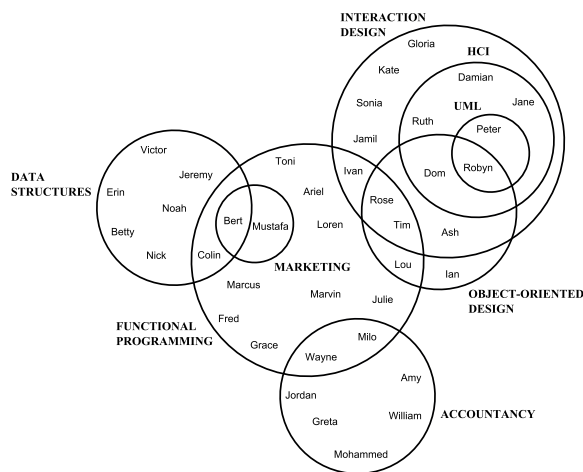 INTERACTION
DESIGN
Gloria
HCI
Kate
Damian
Sonia
Jane
UML
Ruth
Peter
Jamil
Victor
Toni
Ivan
Dom
Robyn
DATA
STRUCTURES
Jeremy
Erin
Ariel
Rose
Noah
Bert
Mustafa
Loren
Tim
Betty
Ash
Nick
Colin
MARKETING
Lou
Ian
Marcus
Marvin
Julie
OBJECT-ORIENTED
DESIGN
FUNCTIONAL
PROGRAMMING
Fred
Grace
Milo
Wayne
Amy
Jordan
Greta
William
ACCOUNTANCY
Mohammed